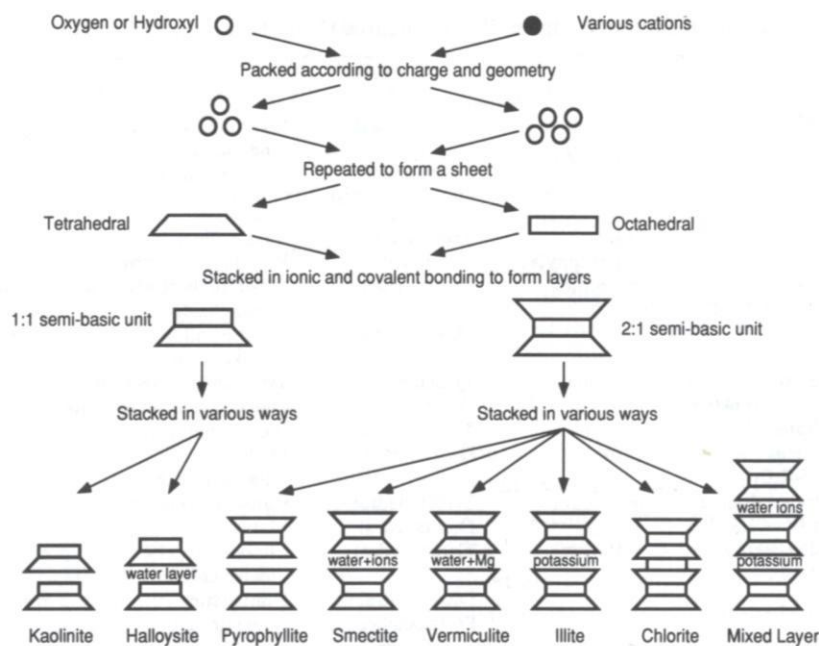 Oxygen or Hydroxyl
Various cations
Packed according to charge and geometry
Repeated to form a sheet
Tetrahedral
Octahedral
Stacked in ionic and covalent bonding to form layers
1:1 semi-basic unit
2:1 semi-basic unit
Stacked in various ways
Stacked in various ways
water ions
water layer
water+ions
water+Mg
potassium
potassium
Kaolinite
Halloysite
Pyrophyllite
Smectite
Vermiculite
Illite
Chlorite
Mixed Layer